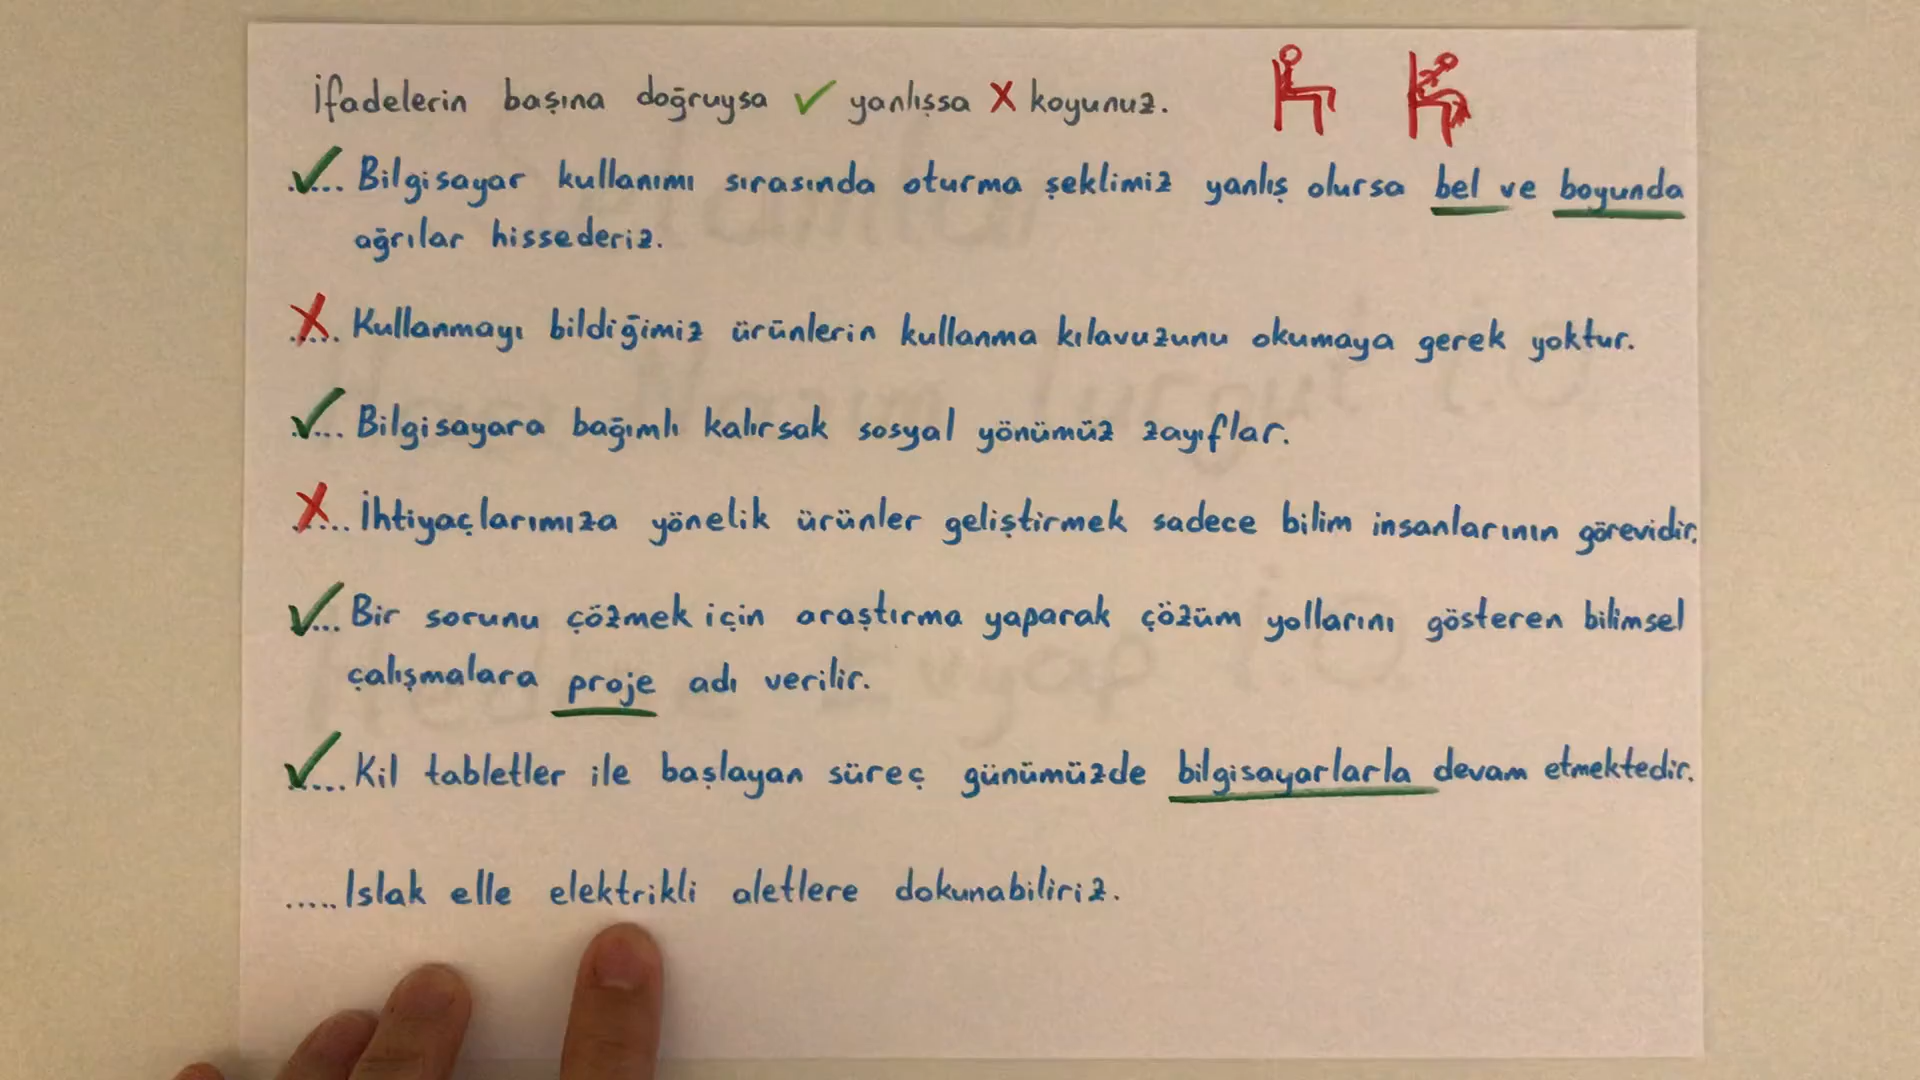 İfadelerin başına doğruysa ✓ yanlışsa X koyunuz.
✓.... Bilgisayar kullanımı sırasında oturma şeklimiz yanlış olursa bel ve boyunda
ağrılar hissederiz.
X.... Kullanmayı bildiğimiz ürünlerin kullanma kılavuzunu okumaya gerek yoktur.
✓.... Bilgisayara bağımlı kalırsak sosyal yönümüz zayıflar.
X.... İhtiyaçlarımıza yönelik ürünler geliştirmek sadece bilim insanlarının görevidir.
✓.... Bir sorunu çözmek için araştırma yaparak çözüm yollarını gösteren bilimsel
çalışmalara proje adı verilir.
✓.... Kil tabletler ile başlayan süreç günümüzde bilgisayarlarla devam etmektedir.
..... Islak elle elektrikli aletlere dokunabiliriz.